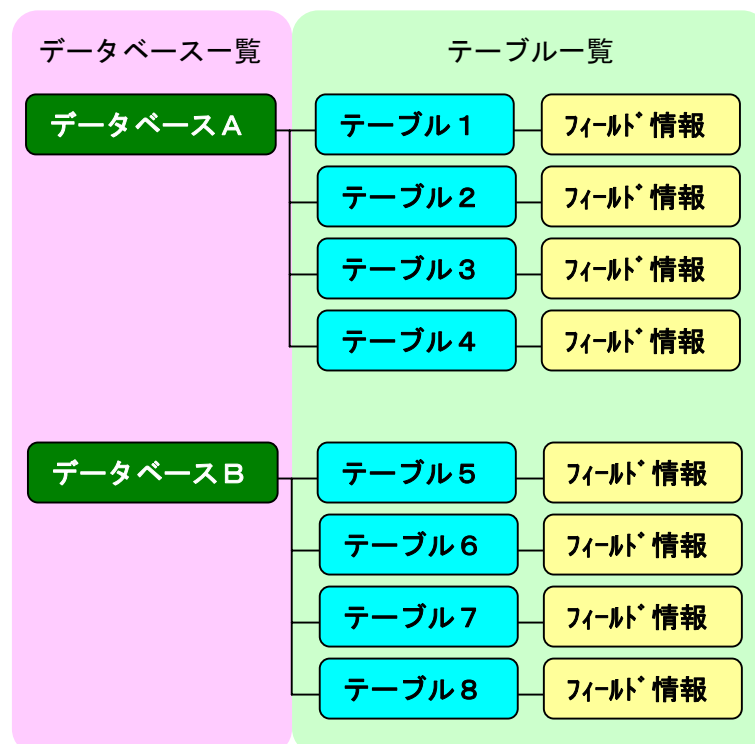 データベース一覧
テーブル一覧
データベースA
テーブル1
フィールド情報
テーブル2
フィールド情報
テーブル3
フィールド情報
テーブル4
フィールド情報
データベースB
テーブル5
フィールド情報
テーブル6
フィールド情報
テーブル7
フィールド情報
テーブル8
フィールド情報